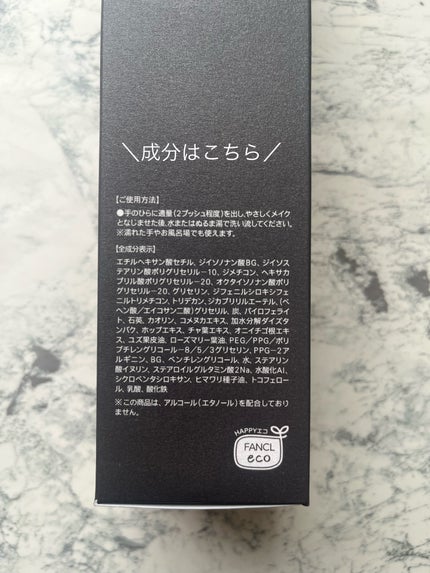 ＼成分はこちら／
【ご使用方法】
●手のひらに適量(2プッシュ程度)を出し、やさしくメイク
となじませた後、水またはぬるま湯で洗い流してください。
※濡れた手やお風呂場でも使えます。
【全成分表示】
エチルヘキサン酸セチル、ジイソノナン酸BG、ジイソス
テアリン酸ポリグリセリル－10、ジメチコン、ヘキサカ
プリル酸ポリグリセリル－20、オクタイソノナン酸ポリ
グリセリル－20、グリセリン、ジフェニルシロキシフェ
ニルトリメチコン、トリデカン、ジカプリルエーテル、(ベ
ヘン酸/エイコサン二酸)グリセリル、炭、パイロフェライ
ト、石英、カオリン、コメヌカエキス、加水分解ダイズタ
ンパク、ホップエキス、チャ葉エキス、オニイチゴ根エキ
ス、ユズ果皮油、ローズマリー葉油、PEG/PPG/ポ
リブチレングリコール－8/5/3グリセリン、PPG－2ア
ルギニン、BG、ペンチレングリコール、水、ステアリン
酸イヌリン、ステアロイルグルタミン酸2Na、水酸化Al、
シクロペンタシロキサン、ヒマワリ種子油、トコフェロー
ル、乳酸、酸化鉄
※この商品は、アルコール(エタノール)を配合しており
ません。
HAPPYエコ
FANCL
eco